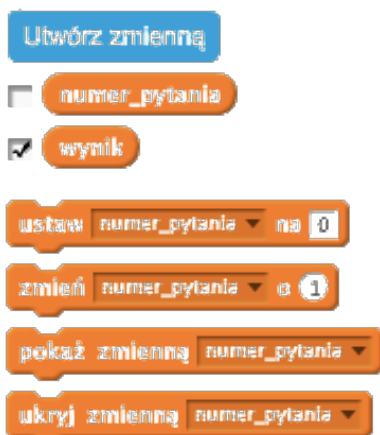 Utwórz zmienną
numer_pytania
wynik
ustaw numer_pytania na 0
zmień numer_pytania o 1
pokaż zmienną numer_pytania
ukryj zmienną numer_pytania